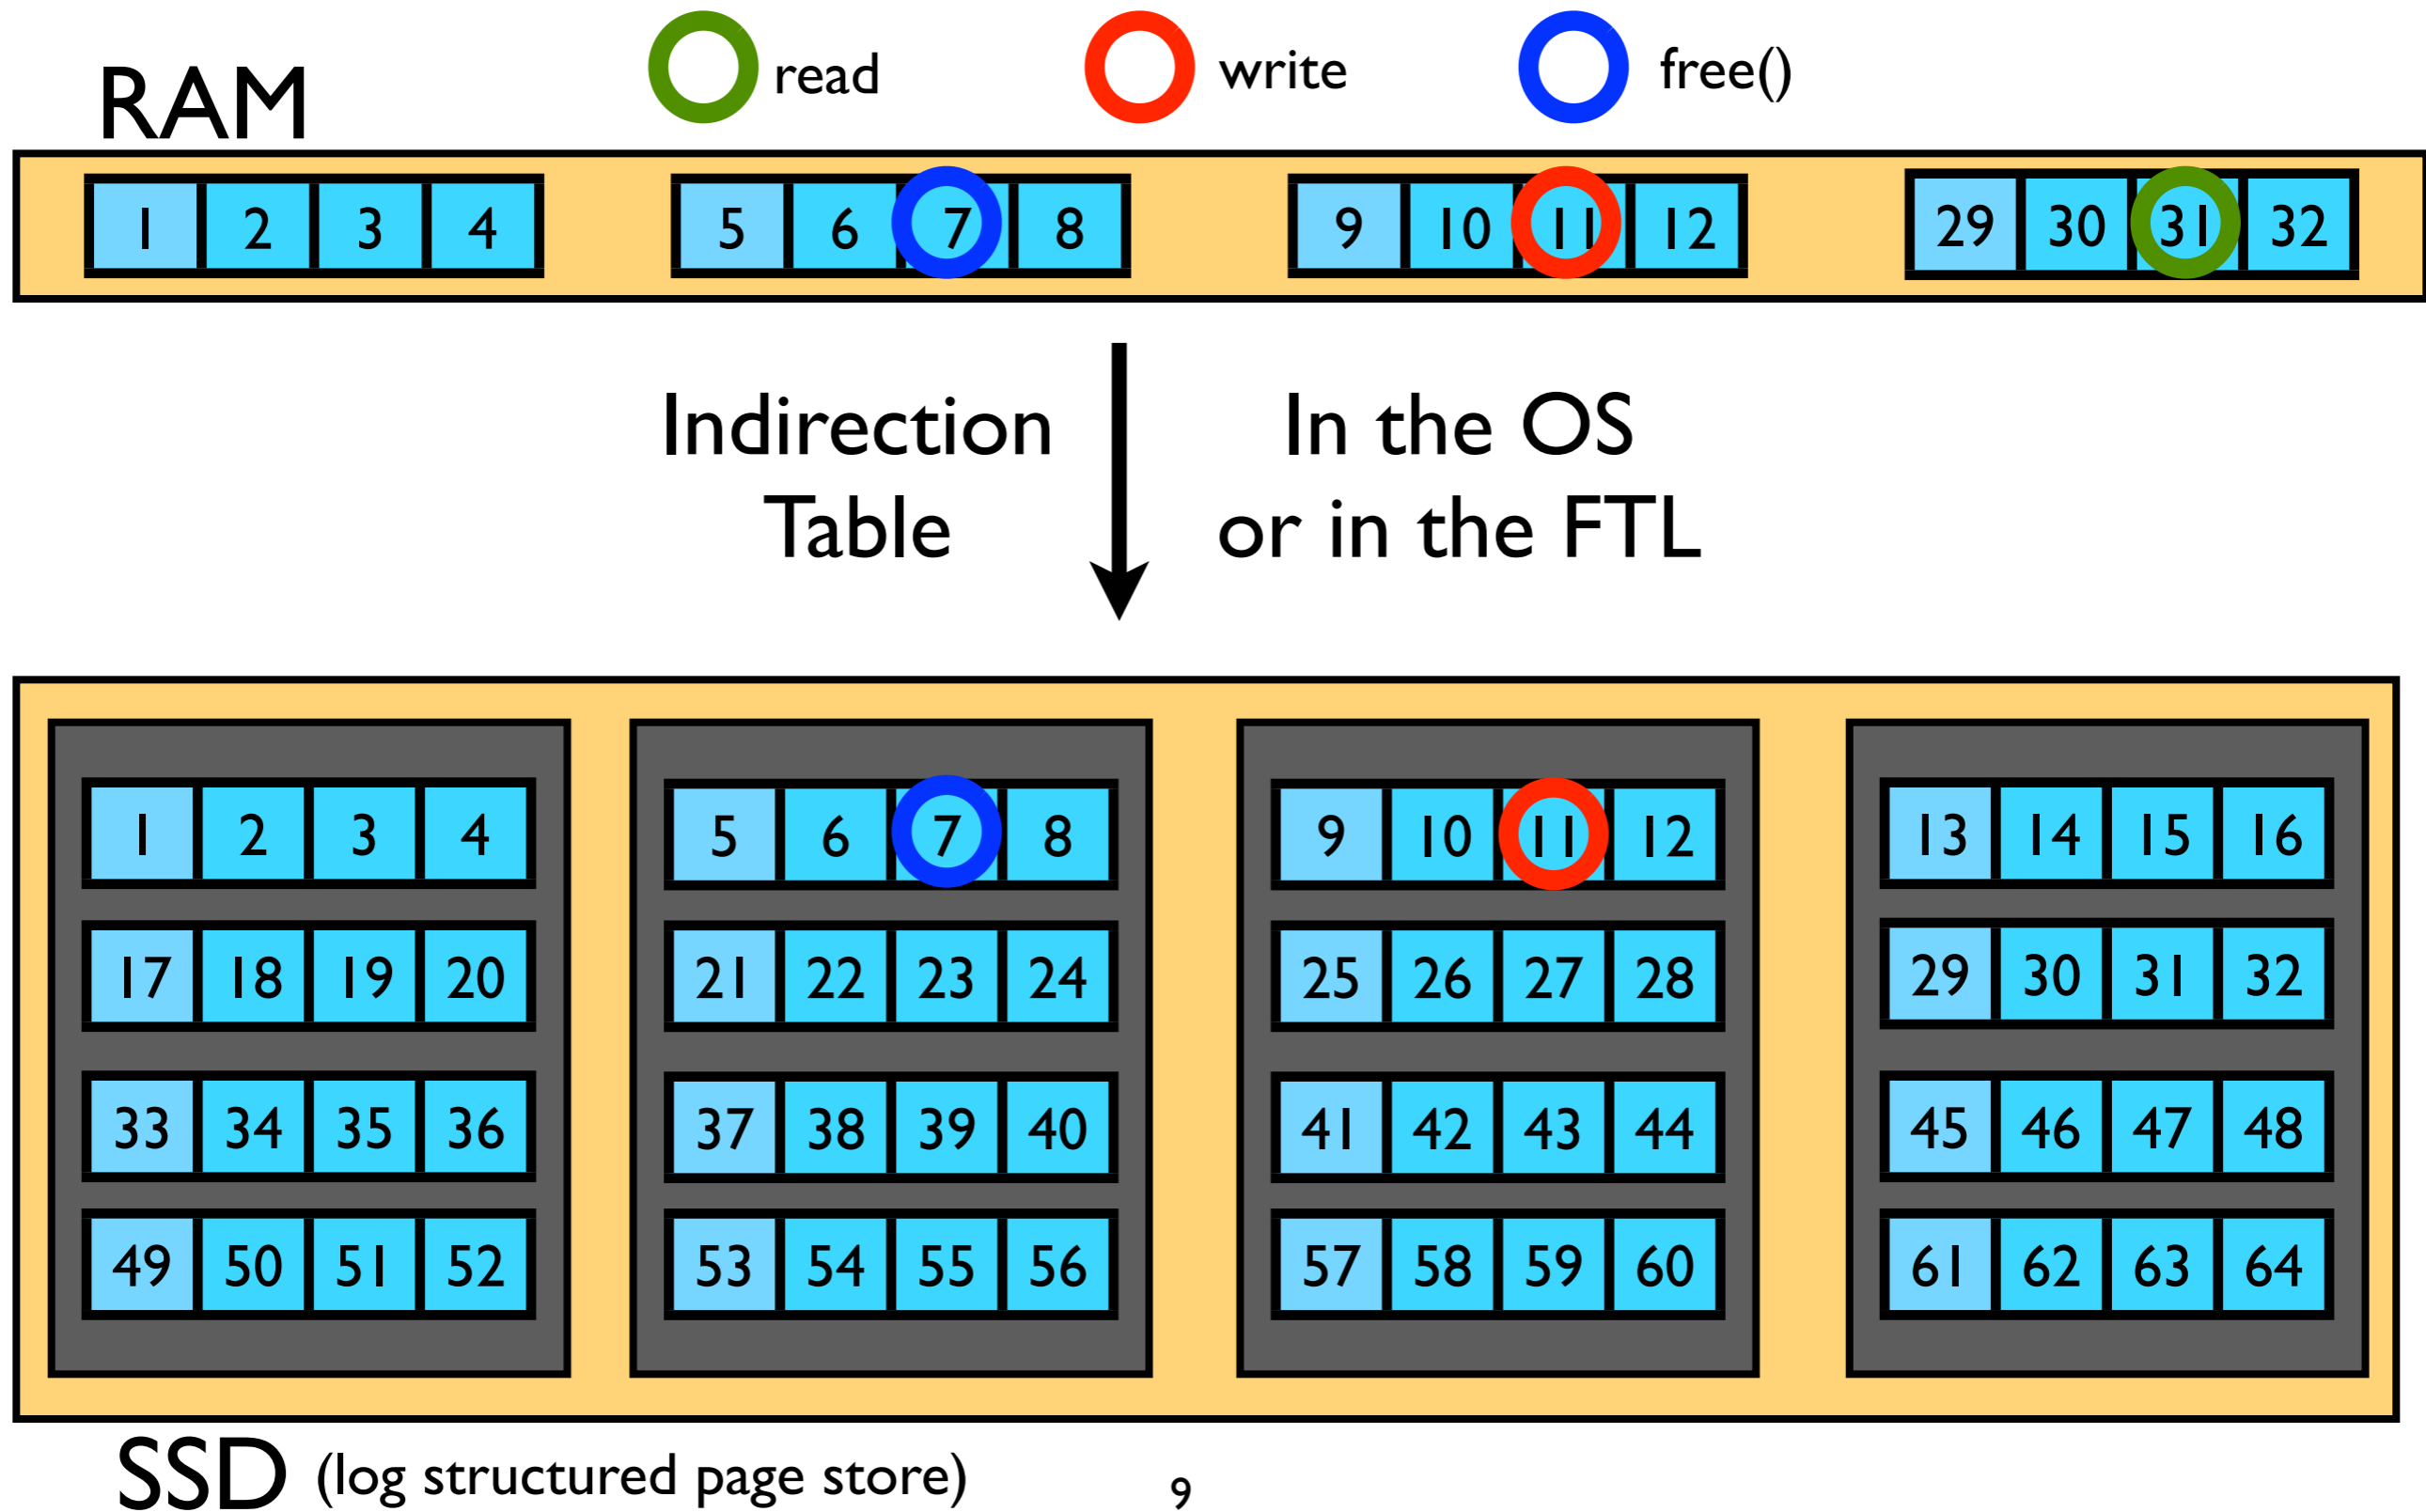 read write free()
RAM
1 2 3 4 5 6 7 8 9 10 11 12 29 30 31 32
Indirection In the OS
Table or in the FTL
1 2 3 4 5 6 7 8 9 10 11 12 13 14 15 16
17 18 19 20 21 22 23 24 25 26 27 28 29 30 31 32
33 34 35 36 37 38 39 40 41 42 43 44 45 46 47 48
49 50 51 52 53 54 55 56 57 58 59 60 61 62 63 64
SSD (log structured page store) 9